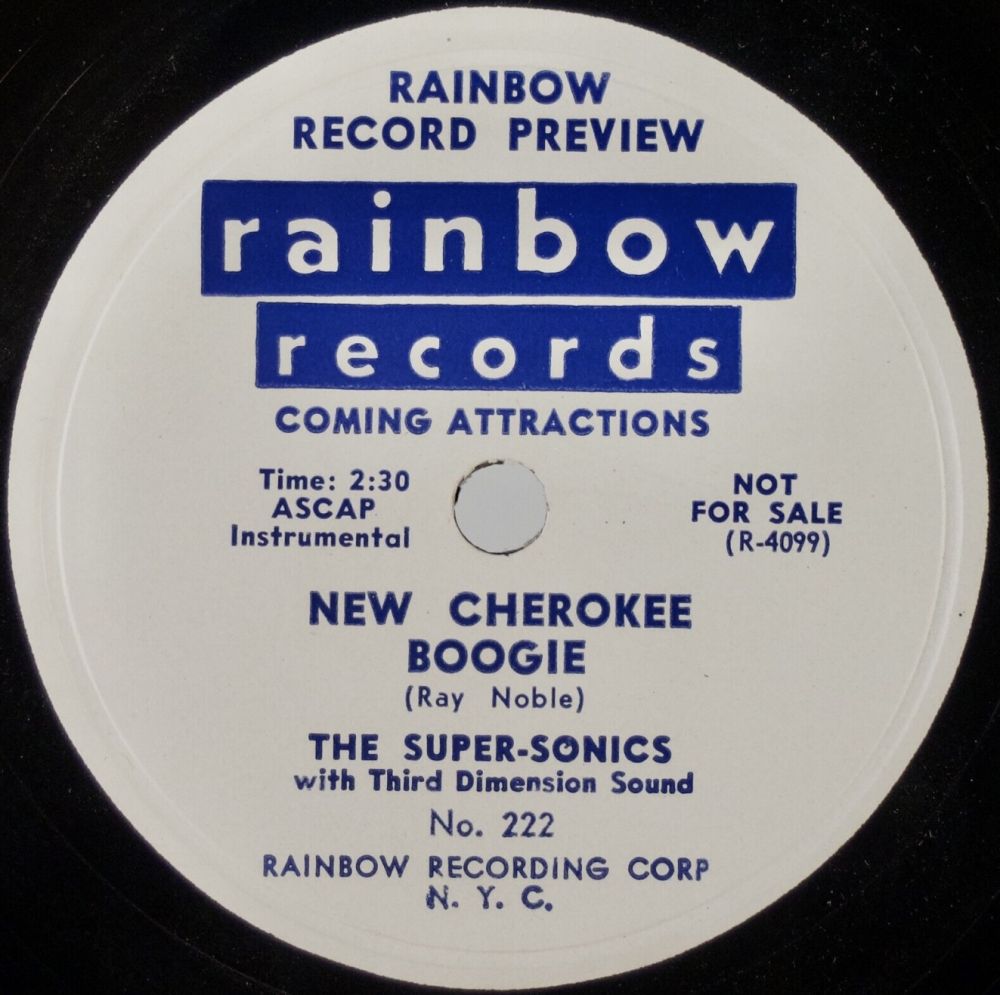 RAINBOW
RECORD PREVIEW
rainbow
records
COMING ATTRACTIONS
Time: 2:30
ASCAP
Instrumental
NOT
FOR SALE
(R-4099)
NEW CHEROKEE
BOOGIE
(Ray Noble)
THE SUPER-SONICS
with Third Dimension Sound
No. 222
RAINBOW RECORDING CORP
N. Y. C.